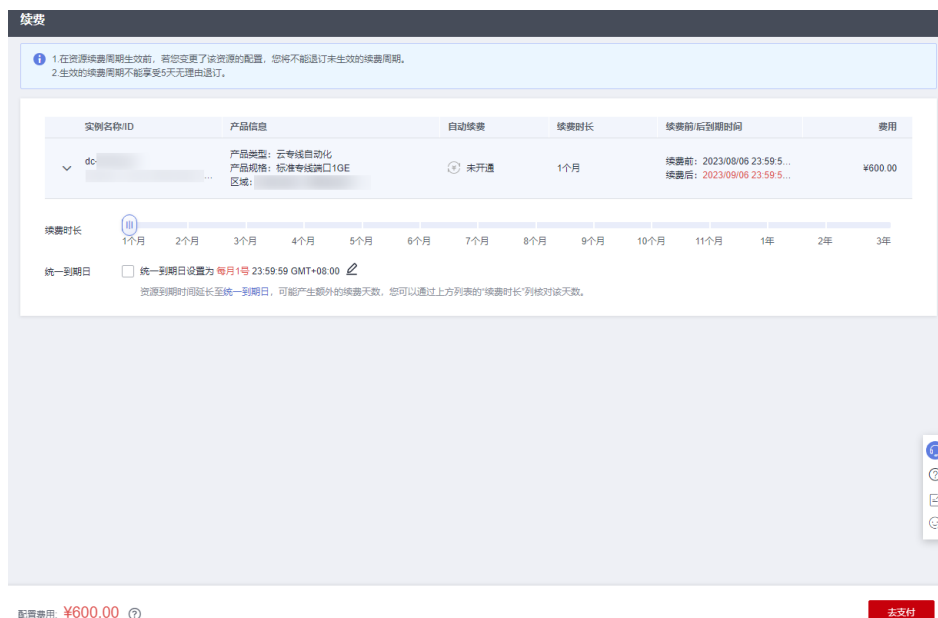 续费
1.在资源续费周期生效前，若您变更了该资源的配置，您将不能退订未生效的续费周期。
2.生效的续费周期不能享受5天无理由退订。
实例名称/ID 产品信息 自动续费 续费时长 续费前/后到期时间 费用
dc-
...
产品类型：云专线自动化
产品规格：标准专线端口1GE
区域：
未开通
1个月
续费前：2023/08/06 23:59:5...
续费后：2023/09/06 23:59:5...
¥600.00
续费时长
1个月 2个月 3个月 4个月 5个月 6个月 7个月 8个月 9个月 10个月 11个月 1年 2年 3年
统一到期日 统一到期日设置为 每月1号 23:59:59 GMT+08:00
资源到期时间延长至统一到期日，可能产生额外的续费天数，您可以通过上方列表的“续费时长”列核对该天数。
配置费用: ¥600.00
去支付